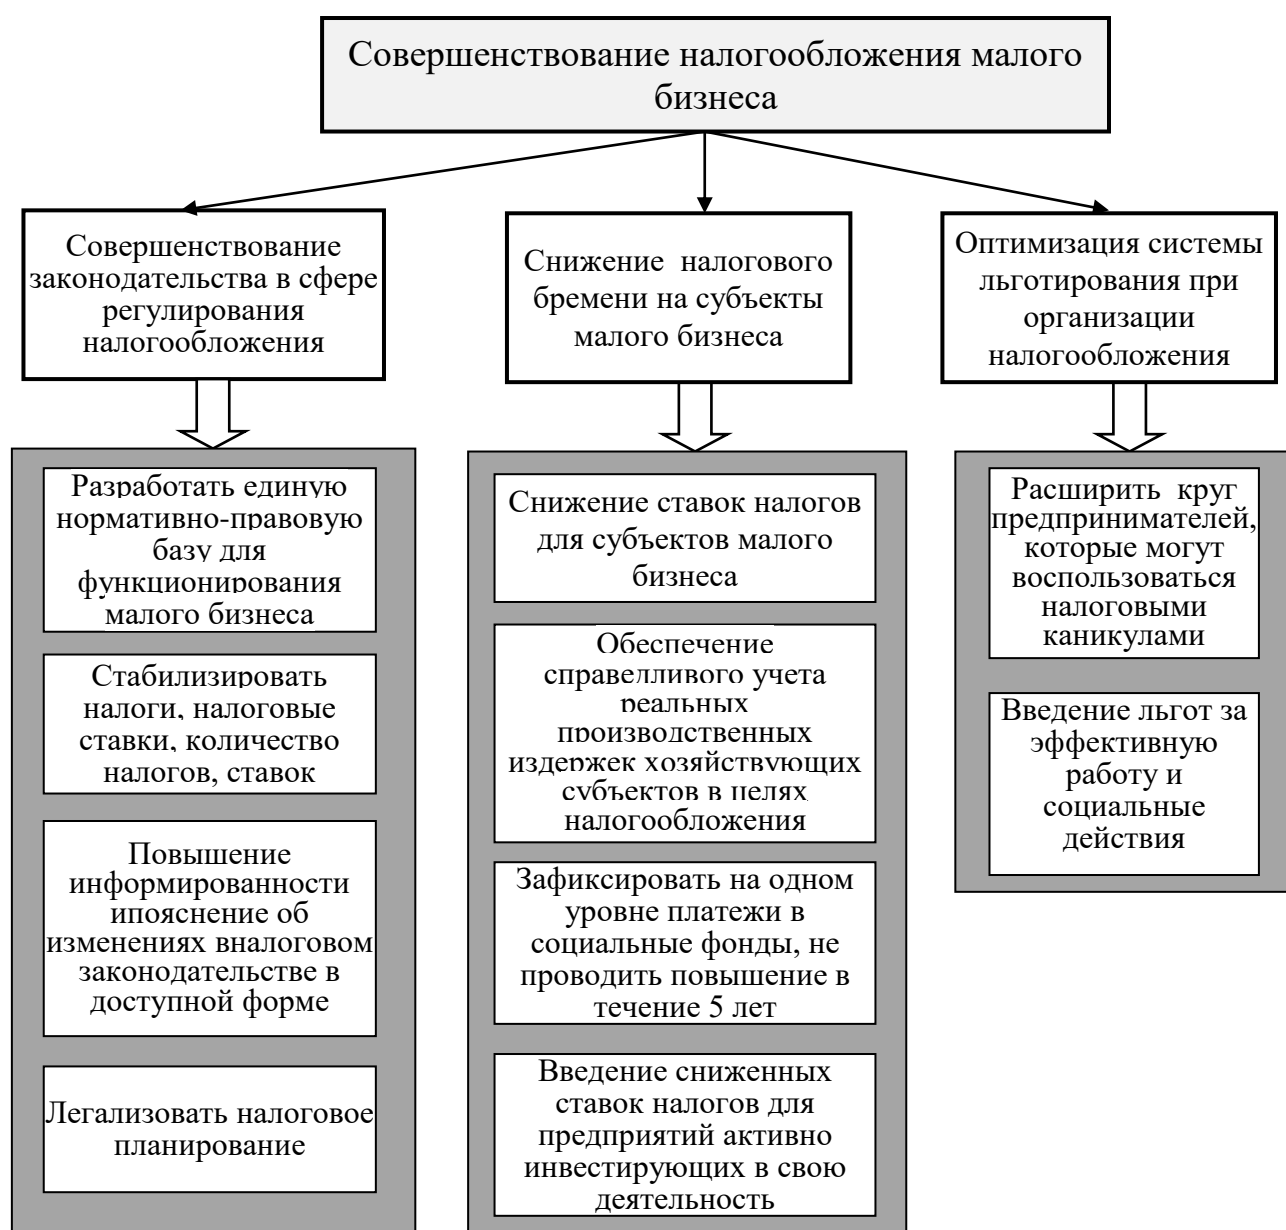 Совершенствование налогообложения малого
бизнеса
Совершенствование
законодательства в сфере
регулирования
налогообложения
Снижение налогового
бремени на субъекты
малого бизнеса
Оптимизация системы
льготирования при
организации
налогообложения
Разработать единую
нормативно-правовую
базу для
функционирования
малого бизнеса
Стабилизировать
налоги, налоговые
ставки, количество
налогов, ставок
Повышение
информированности
ипояснение об
изменениях вналоговом
законодательстве в
доступной форме
Легализовать налоговое
планирование
Снижение ставок налогов
для субъектов малого
бизнеса
Обеспечение
справедливого учета
реальных
производственных
издержек хозяйствующих
субъектов в целях
налогообложения
Зафиксировать на одном
уровне платежи в
социальные фонды, не
проводить повышение в
течение 5 лет
Введение сниженных
ставок налогов для
предприятий активно
инвестирующих в свою
деятельность
Расширить круг
предпринимателей,
которые могут
воспользоваться
налоговыми
каникулами
Введение льгот за
эффективную
работу и
социальные
действия